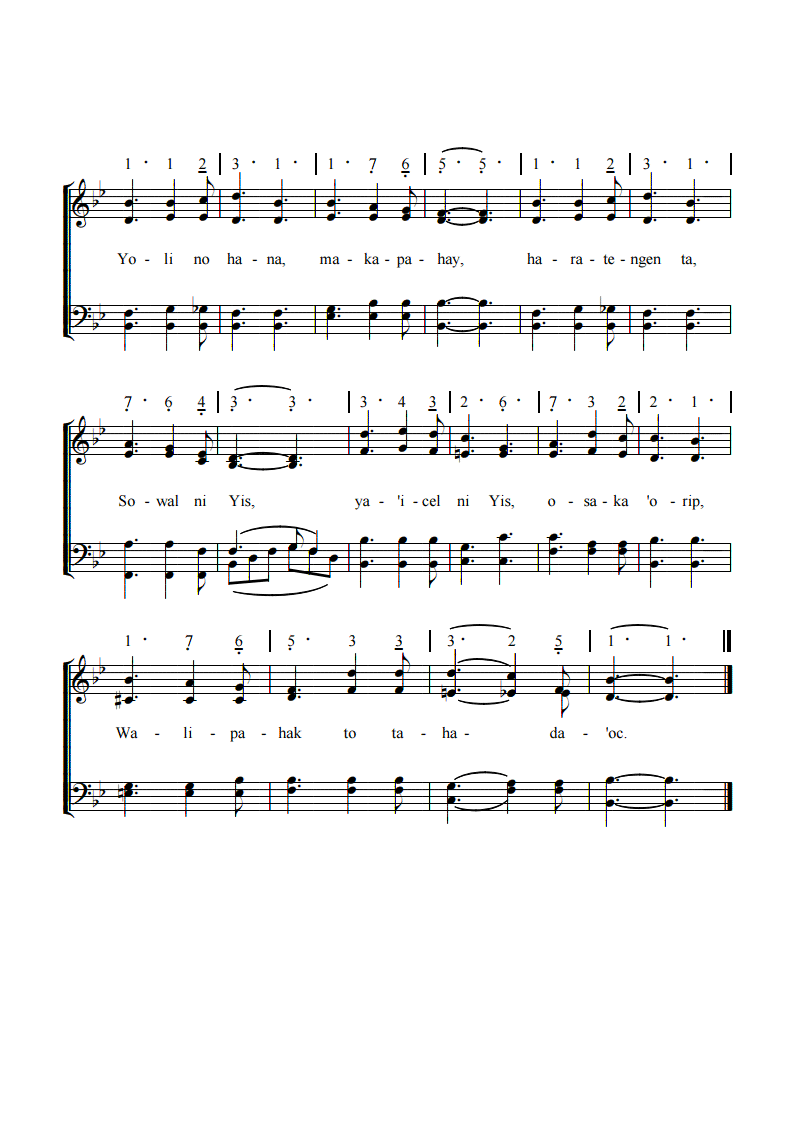 1 · 1 2 3 · 1 · 1 · 7 6 5 · 5 · 1 · 1 2 3 · 1 ·
Yo - li no ha - na, ma - ka - pa - hay, ha - ra - te - ngen ta,
7 · 6 4 3 · 3 · 3 · 4 3 2 · 6 · 7 · 3 2 2 · 1 ·
So - wal ni Yis, ya - 'i - cel ni Yis, o - sa - ka 'o - rip,
1 · 7 6 5 · 3 3 3 · 2 5 1 · 1 ·
Wa - li - pa - hak to ta - ha - da - 'oc.